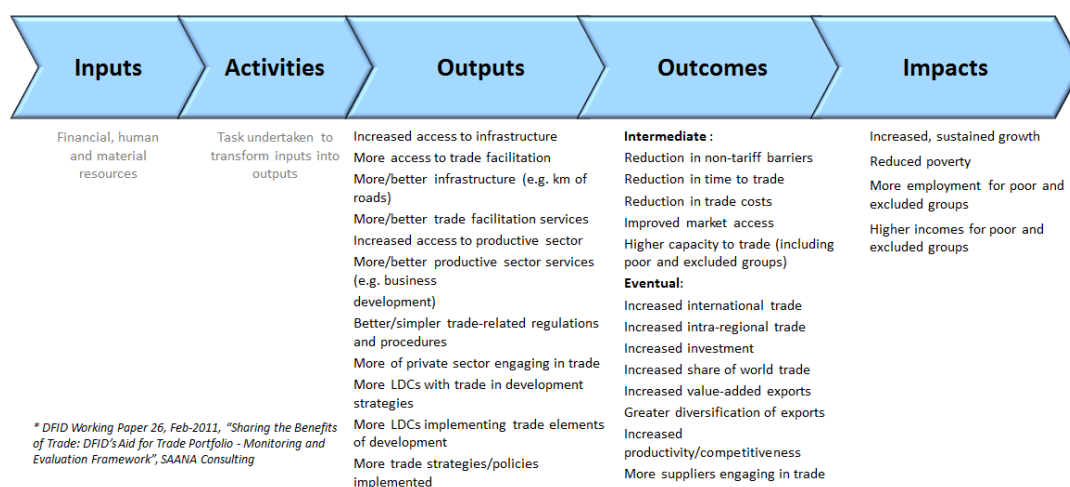 Inputs
Activities
Outputs
Outcomes
Impacts
Financial, human
and material
resources
Task undertaken to
transform inputs into
outputs
Increased access to infrastructure
More access to trade facilitation
More/better infrastructure (e.g. km of
roads)
More/better trade facilitation services
Increased access to productive sector
More/better productive sector services
(e.g. business
development)
Better/simpler trade-related regulations
and procedures
More of private sector engaging in trade
More LDCs with trade in development
strategies
More LDCs implementing trade elements
of development
More trade strategies/policies
implemented
Intermediate :
Reduction in non-tariff barriers
Reduction in time to trade
Reduction in trade costs
Improved market access
Higher capacity to trade (including
poor and excluded groups)
Eventual:
Increased international trade
Increased intra-regional trade
Increased investment
Increased share of world trade
Increased value-added exports
Greater diversification of exports
Increased
productivity/competitiveness
More suppliers engaging in trade
Increased, sustained growth
Reduced poverty
More employment for poor and
excluded groups
Higher incomes for poor and
excluded groups
* DFID Working Paper 26, Feb-2011, “Sharing the Benefits
of Trade: DFID’s Aid for Trade Portfolio - Monitoring and
Evaluation Framework”, SAANA Consulting